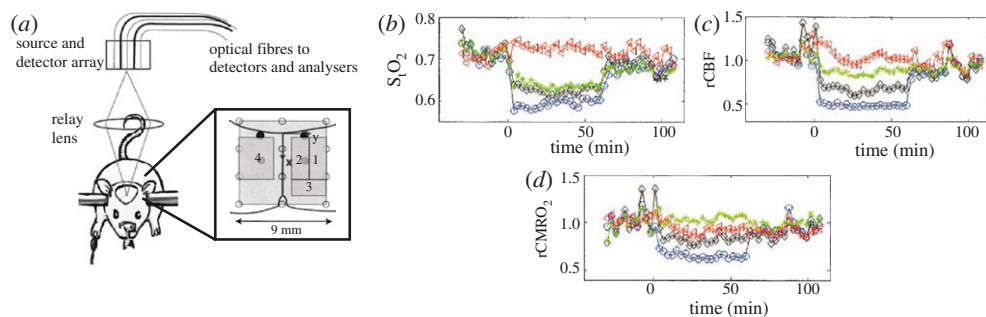 (a)
source and
detector array
optical fibres to
detectors and analysers
relay
lens
y
4
x
2
1
3
9 mm
(b)
0.8
0.7
0.6
StO2
0
50
100
time (min)
(c)
1.5
1.0
0.5
rCBF
0
50
100
time (min)
(d)
1.5
1.0
0.5
rCMRO2
0
50
100
time (min)